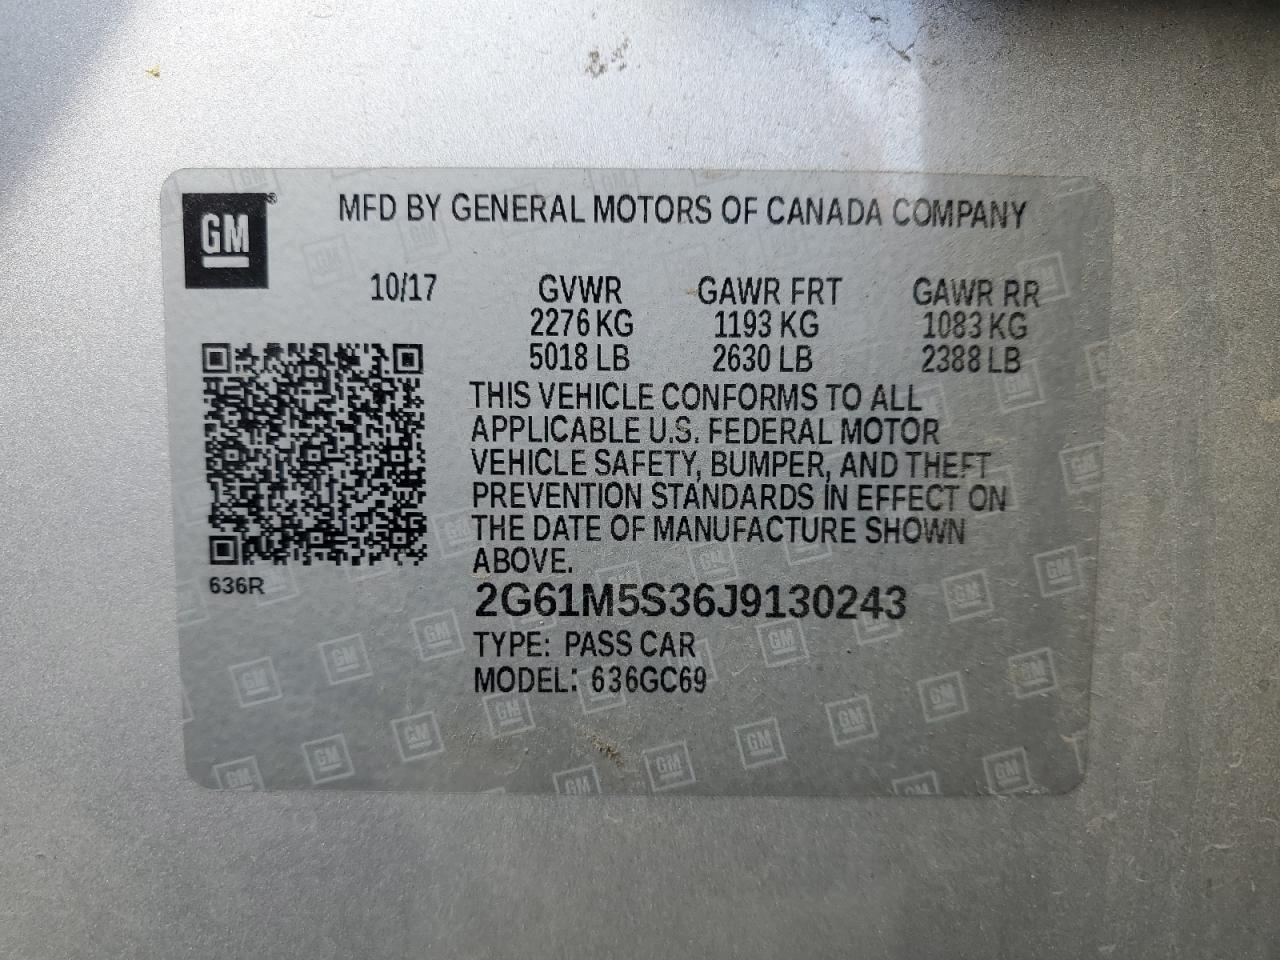 GM®
MFD BY GENERAL MOTORS OF CANADA COMPANY
10/17 GVWR GAWR FRT GAWR RR
2276 KG 1193 KG 1083 KG
5018 LB 2630 LB 2388 LB
THIS VEHICLE CONFORMS TO ALL
APPLICABLE U.S. FEDERAL MOTOR
VEHICLE SAFETY, BUMPER, AND THEFT
PREVENTION STANDARDS IN EFFECT ON
THE DATE OF MANUFACTURE SHOWN
ABOVE.
636R
2G61M5S36J9130243
TYPE: PASS CAR
MODEL: 636GC69